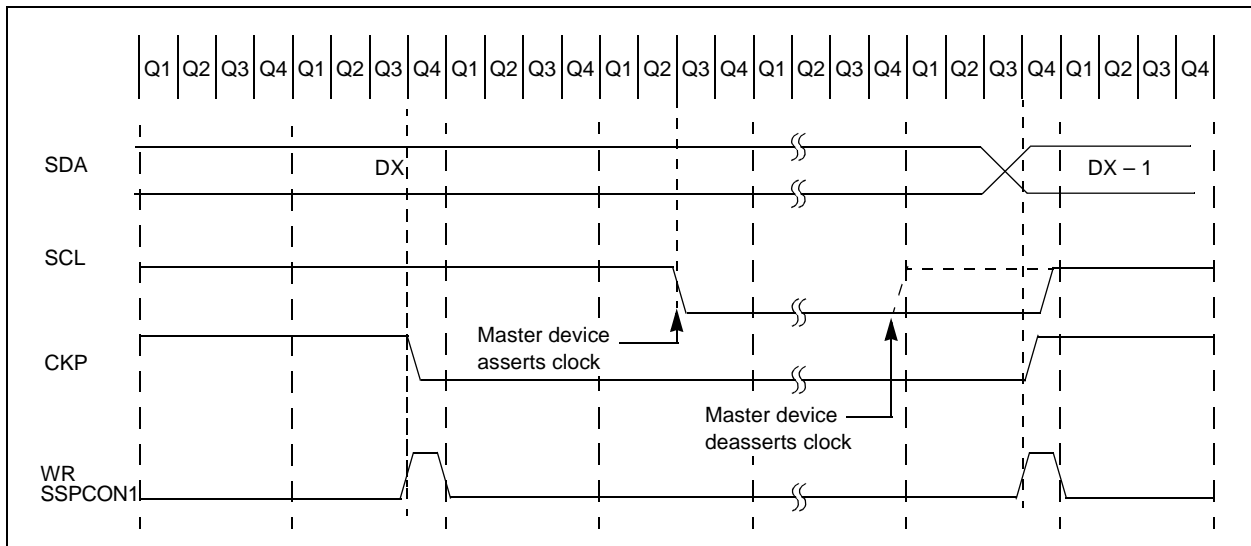 Q1 Q2 Q3 Q4 Q1 Q2 Q3 Q4 Q1 Q2 Q3 Q4 Q1 Q2 Q3 Q4 Q1 Q2 Q3 Q4 Q1 Q2 Q3 Q4 Q1 Q2 Q3 Q4
SDA
DX
DX – 1
SCL
Master device
asserts clock
CKP
Master device
deasserts clock
WR
SSPCON1